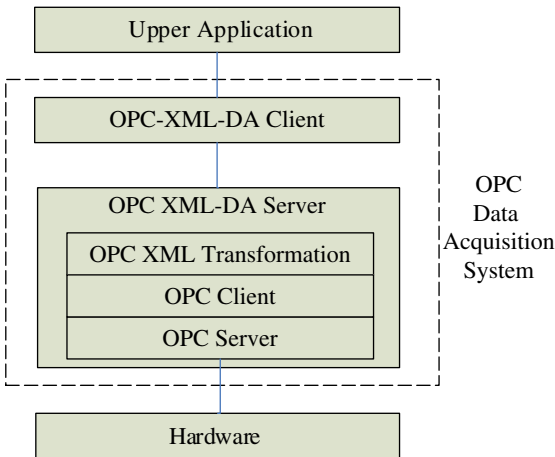 Upper Application
OPC-XML-DA Client
OPC XML-DA Server
OPC XML Transformation
OPC Client
OPC Server
OPC
Data
Acquisition
System
Hardware